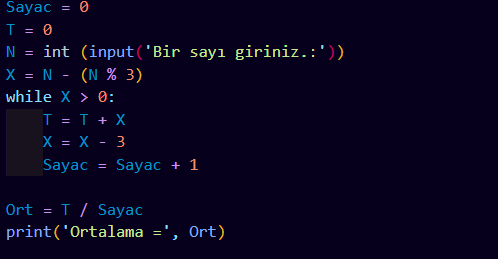 Sayac = 0
T = 0
N = int (input('Bir sayı giriniz.:'))
X = N - (N % 3)
while X > 0:
    T = T + X
    X = X - 3
    Sayac = Sayac + 1

Ort = T / Sayac
print('Ortalama =', Ort)